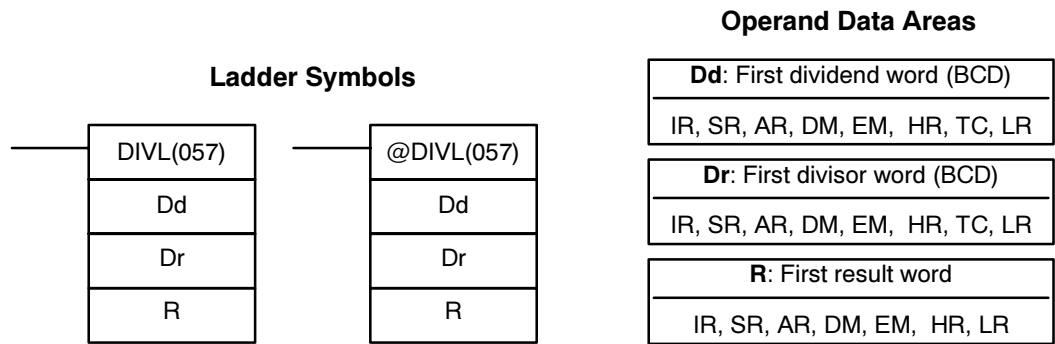 Ladder Symbols
DIVL(057)
Dd
Dr
R
@DIVL(057)
Dd
Dr
R
Operand Data Areas
Dd: First dividend word (BCD)
IR, SR, AR, DM, EM, HR, TC, LR
Dr: First divisor word (BCD)
IR, SR, AR, DM, EM, HR, TC, LR
R: First result word
IR, SR, AR, DM, EM, HR, LR